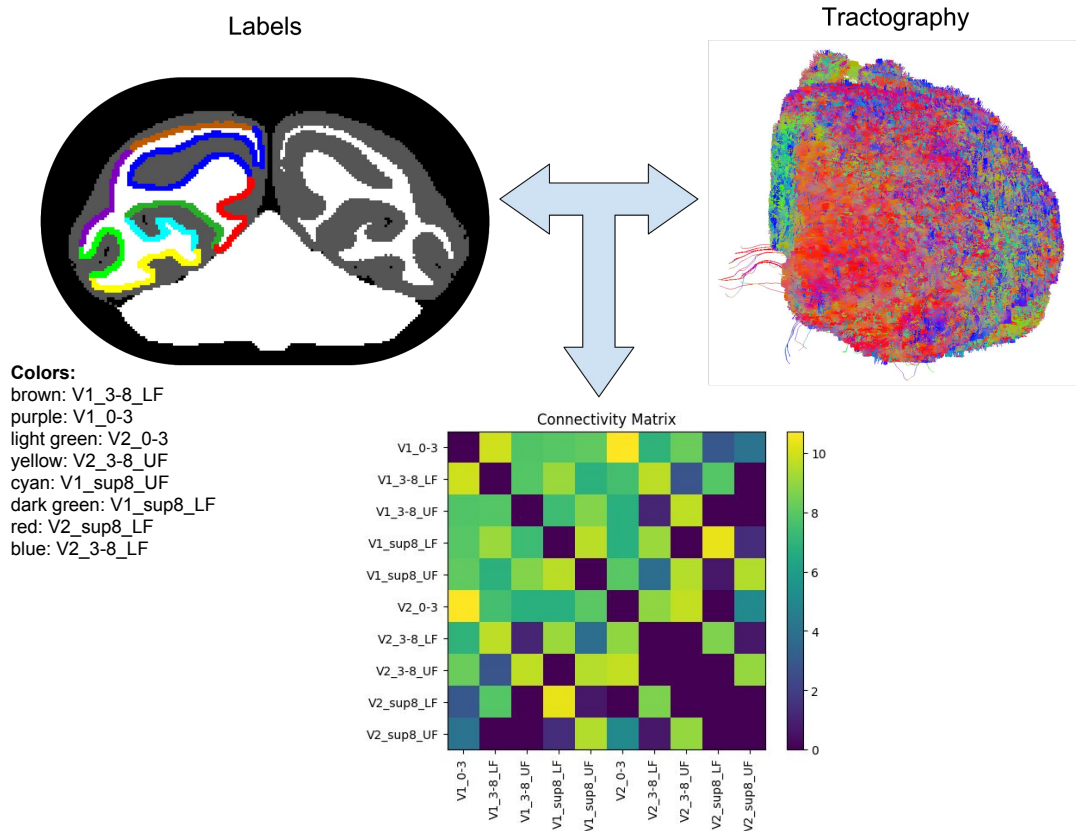 Labels
Tractography
Colors:
brown: V1_3-8_LF
purple: V1_0-3
light green: V2_0-3
yellow: V2_3-8_UF
cyan: V1_sup8_UF
dark green: V1_sup8_LF
red: V2_sup8_LF
blue: V2_3-8_LF
Connectivity Matrix
V1_0-3
V1_3-8_LF
V1_3-8_UF
V1_sup8_LF
V1_sup8_UF
V2_0-3
V2_3-8_LF
V2_3-8_UF
V2_sup8_LF
V2_sup8_UF
V1_0-3
V1_3-8_LF
V1_3-8_UF
V1_sup8_LF
V1_sup8_UF
V2_0-3
V2_3-8_LF
V2_3-8_UF
V2_sup8_LF
V2_sup8_UF
10
8
6
4
2
0